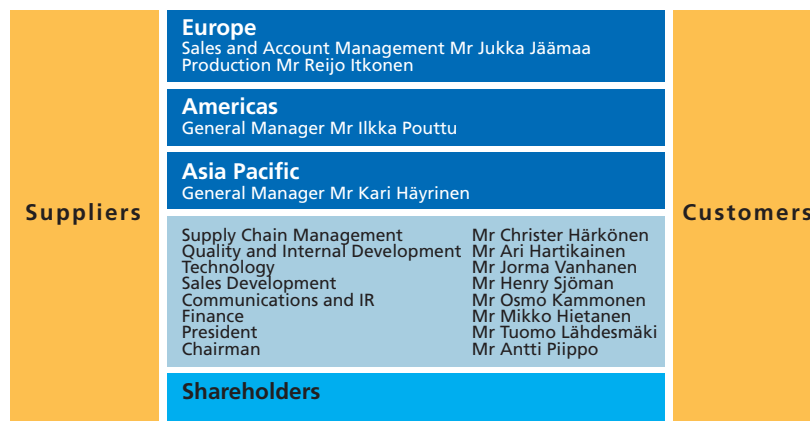 Suppliers
Europe
Sales and Account Management Mr Jukka Jäämaa
Production Mr Reijo Itkonen
Americas
General Manager Mr Ilkka Pouttu
Asia Pacific
General Manager Mr Kari Häyrinen
Supply Chain Management Mr Christer Härkönen
Quality and Internal Development Mr Ari Hartikainen
Technology Mr Jorma Vanhanen
Sales Development Mr Henry Sjöman
Communications and IR Mr Osmo Kammonen
Finance Mr Mikko Hietanen
President Mr Tuomo Lähdesmäki
Chairman Mr Antti Piippo
Shareholders
Customers